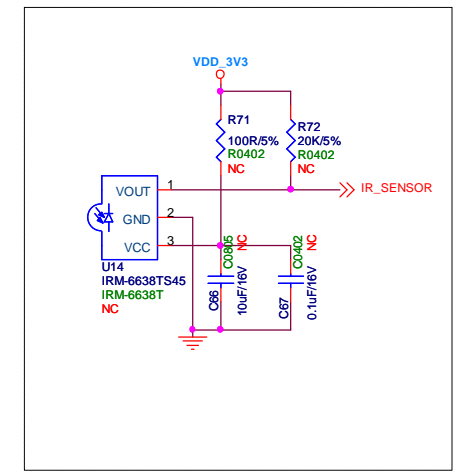 VDD_3V3
R71
100R/5%
R0402
NC
R72
20K/5%
R0402
NC
VOUT
1
IR_SENSOR
GND
2
VCC
3
U14
IRM-6638TS45
IRM-6638T
NC
C66
10uF/16V
C0805
NC
C67
0.1uF/16V
C0402
NC